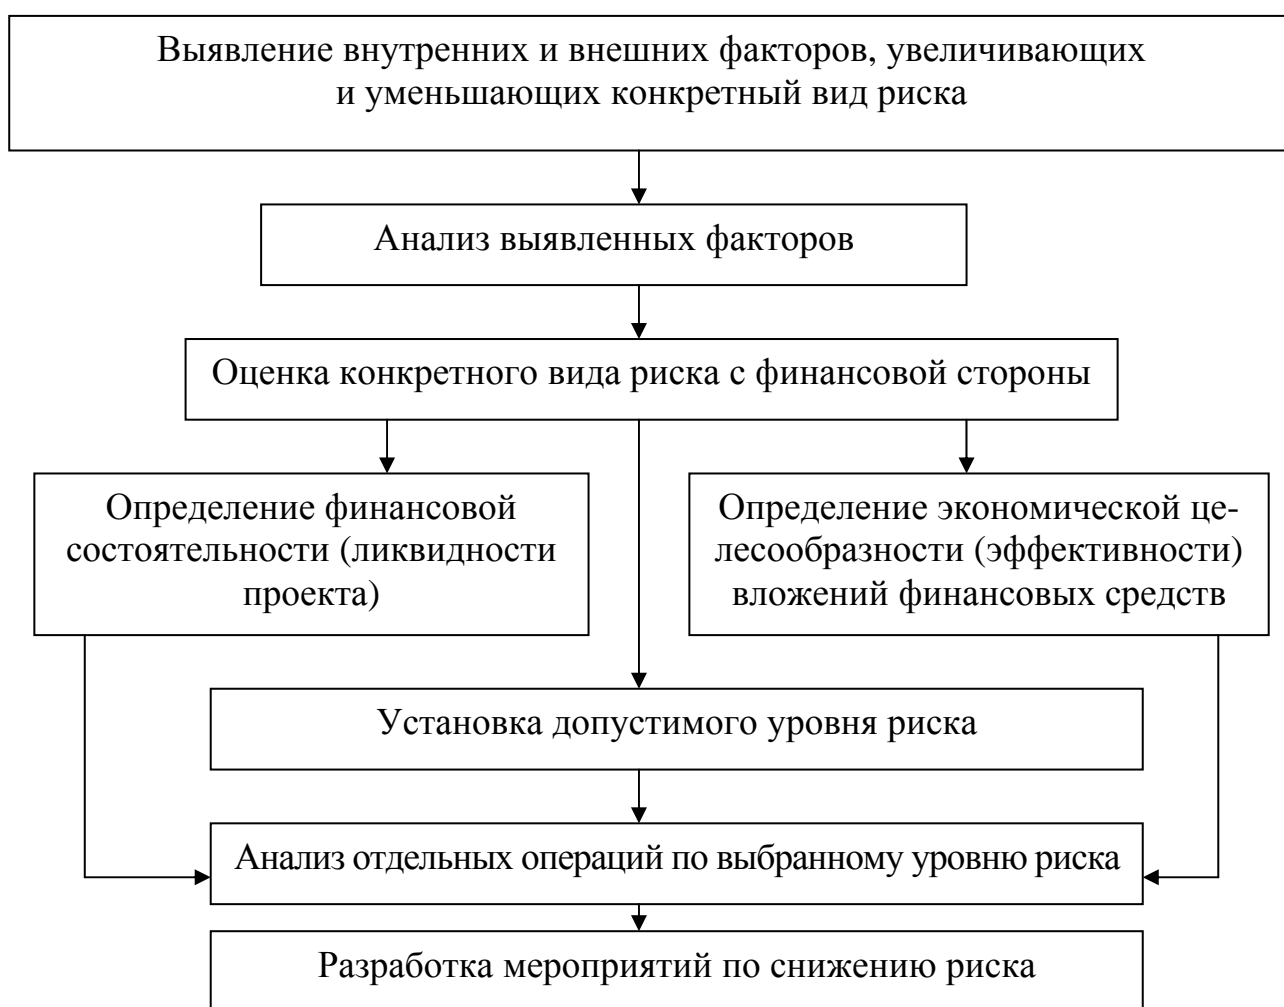 Выявление внутренних и внешних факторов, увеличивающих
и уменьшающих конкретный вид риска
Анализ выявленных факторов
Оценка конкретного вида риска с финансовой стороны
Определение финансовой
состоятельности (ликвидности
проекта)
Определение экономической це-
лесообразности (эффективности)
вложений финансовых средств
Установка допустимого уровня риска
Анализ отдельных операций по выбранному уровню риска
Разработка мероприятий по снижению риска